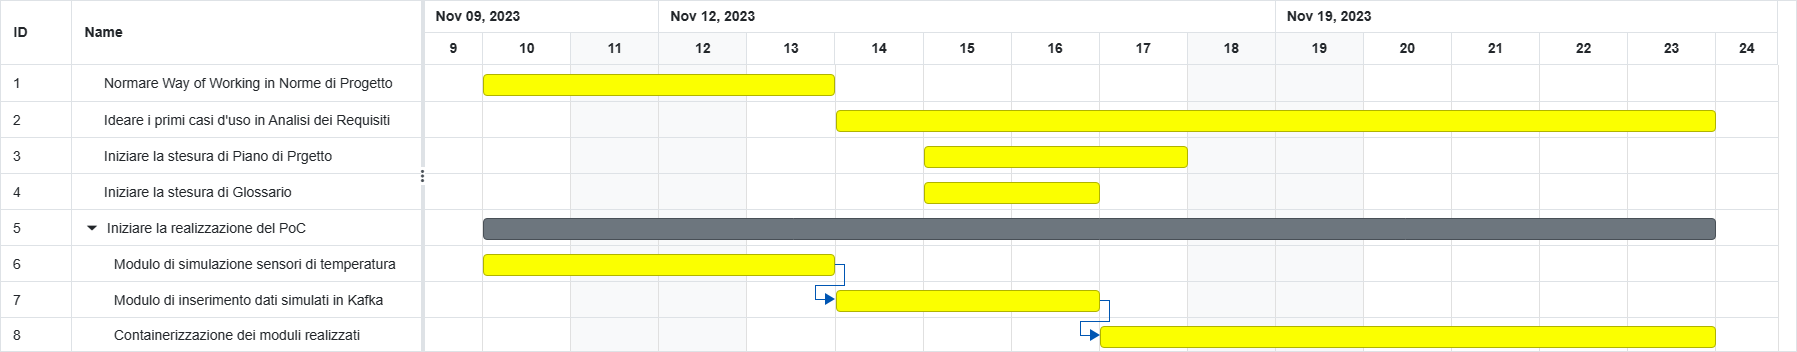 ID Name Nov 09, 2023 Nov 12, 2023 Nov 19, 2023
9 10 11 12 13 14 15 16 17 18 19 20 21 22 23 24
1 Normare Way of Working in Norme di Progetto
2 Ideare i primi casi d'uso in Analisi dei Requisiti
3 Iniziare la stesura di Piano di Prgetto
4 Iniziare la stesura di Glossario
5 Iniziare la realizzazione del PoC
6 Modulo di simulazione sensori di temperatura
7 Modulo di inserimento dati simulati in Kafka
8 Containerizzazione dei moduli realizzati